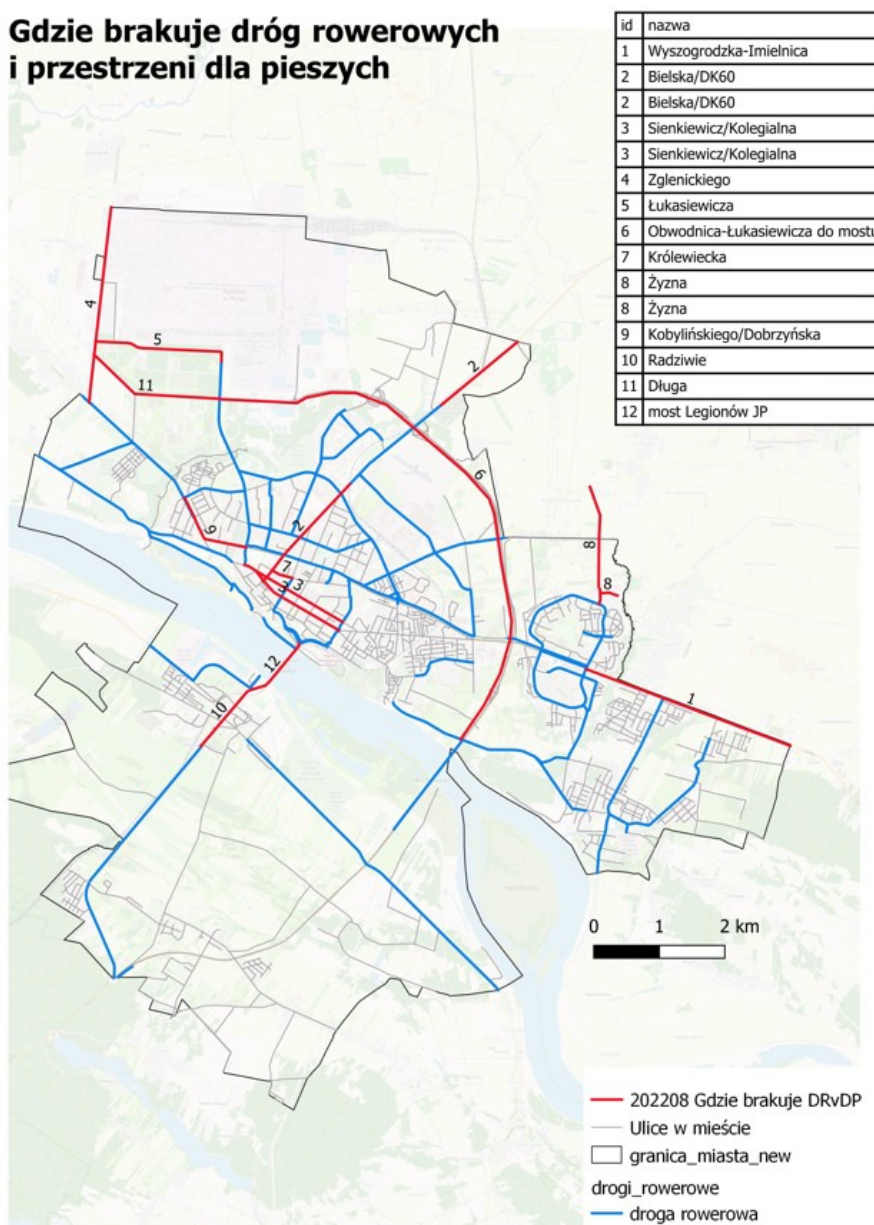 Gdzie brakuje dróg rowerowych
i przestrzeni dla pieszych
id nazwa
1 Wyszogrodzka-Imielnica
2 Bielska/DK60
2 Bielska/DK60
3 Sienkiewicz/Kolegialna
3 Sienkiewicz/Kolegialna
4 Zglenickiego
5 Łukasiewicza
6 Obwodnica-Łukasiewicza do mostu
7 Królewiecka
8 Żyzna
8 Żyzna
9 Kobylińskiego/Dobrzyńska
10 Radziwie
11 Długa
12 most Legionów JP
4
5
2
11
6
9
2
8
7
3
3
8
12
10
1
0 1 2 km
202208 Gdzie brakuje DRvDP
Ulice w mieście
granica_miasta_new
drogi_rowerowe
droga rowerowa